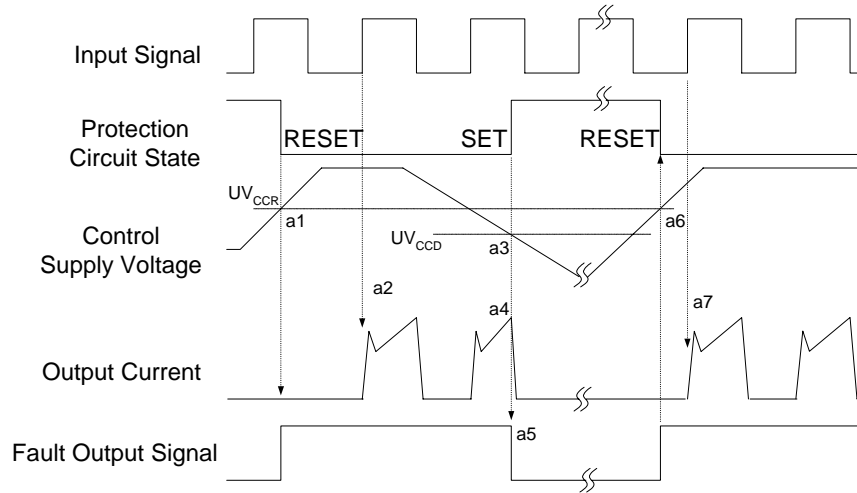 Input Signal
Protection
Circuit State
RESET
SET
RESET
UVCCR
a1
a6
Control
Supply Voltage
UVCCD
a3
a2
a4
a7
Output Current
a5
Fault Output Signal